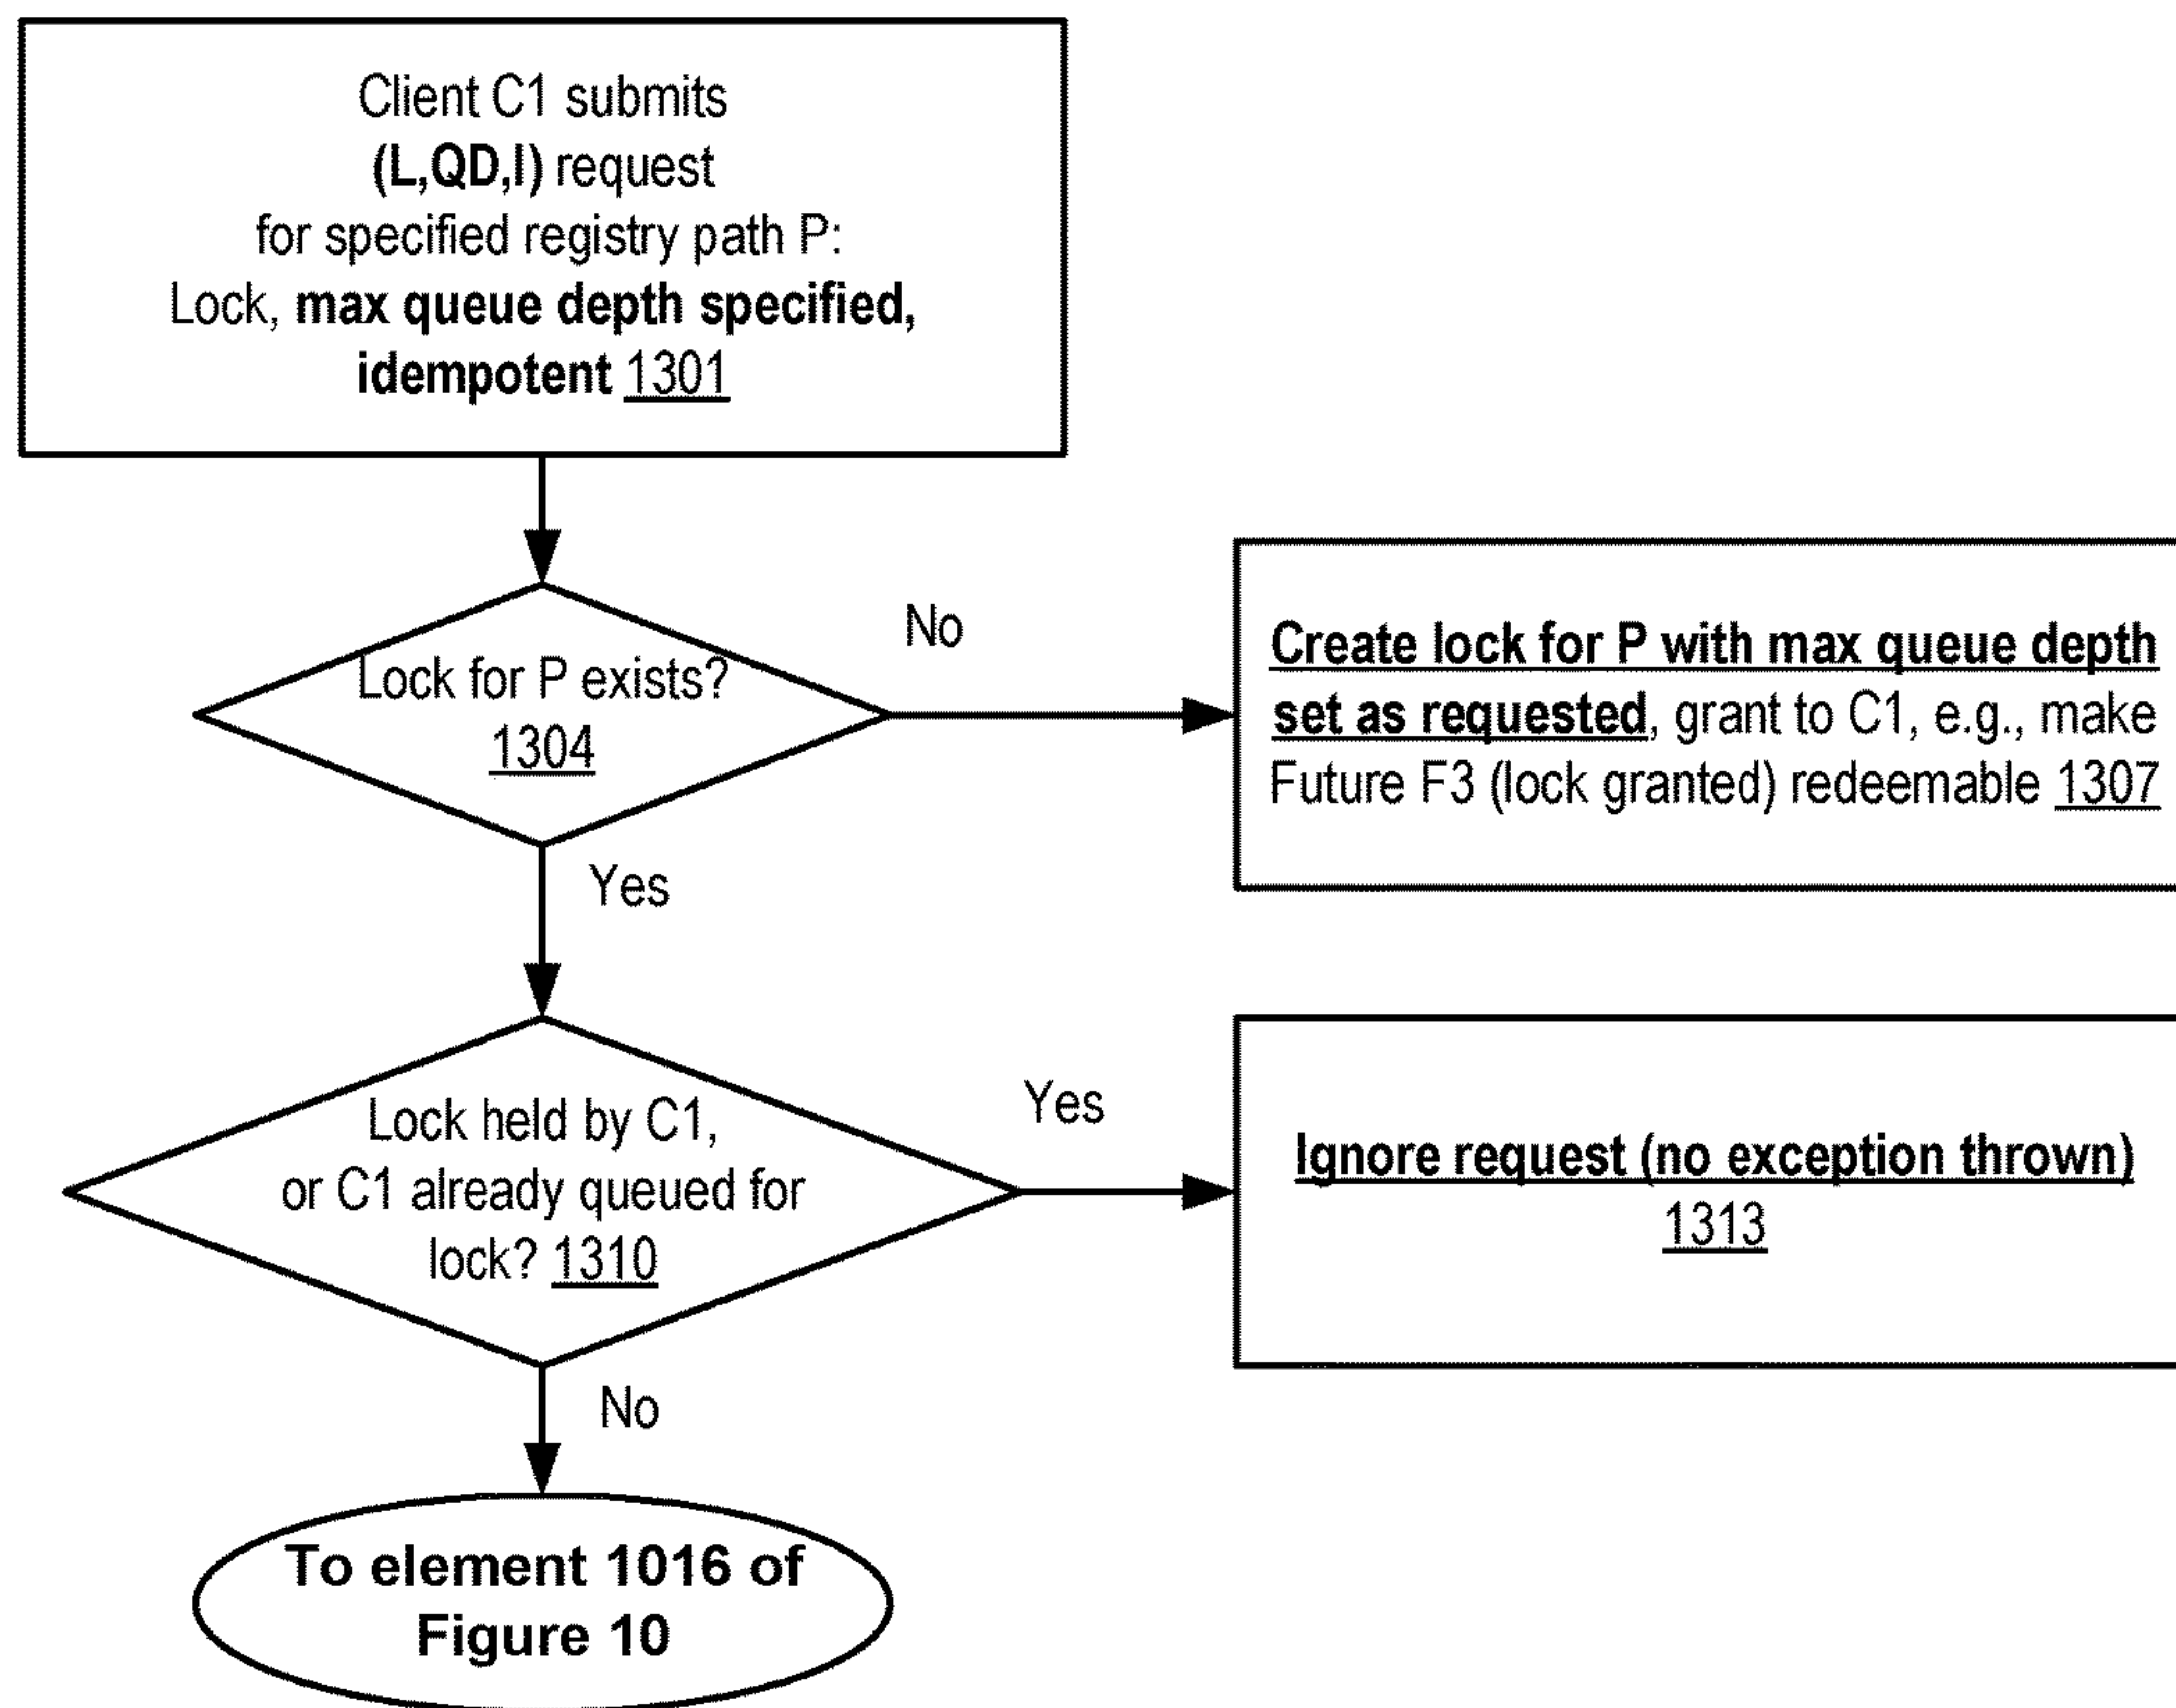 Client C1 submits
(L,QD,I) request
for specified registry path P:
Lock, max queue depth specified,
idempotent 1301
Lock for P exists?
1304
No
Create lock for P with max queue depth
set as requested, grant to C1, e.g., make
Future F3 (lock granted) redeemable 1307
Yes
Lock held by C1,
or C1 already queued for
lock? 1310
Yes
Ignore request (no exception thrown)
1313
No
To element 1016 of
Figure 10